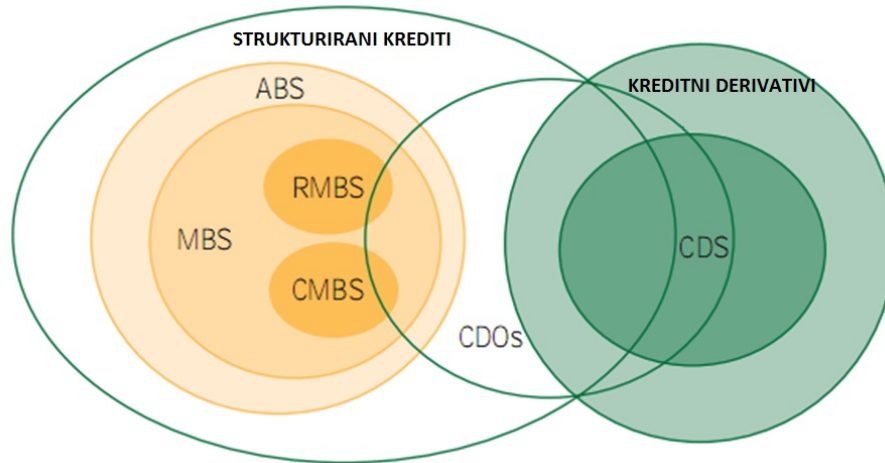 STRUKTURIRANI KREDITI
KREDITNI DERIVATIVI
ABS
RMBS
MBS
CDS
CMBS
CDOs